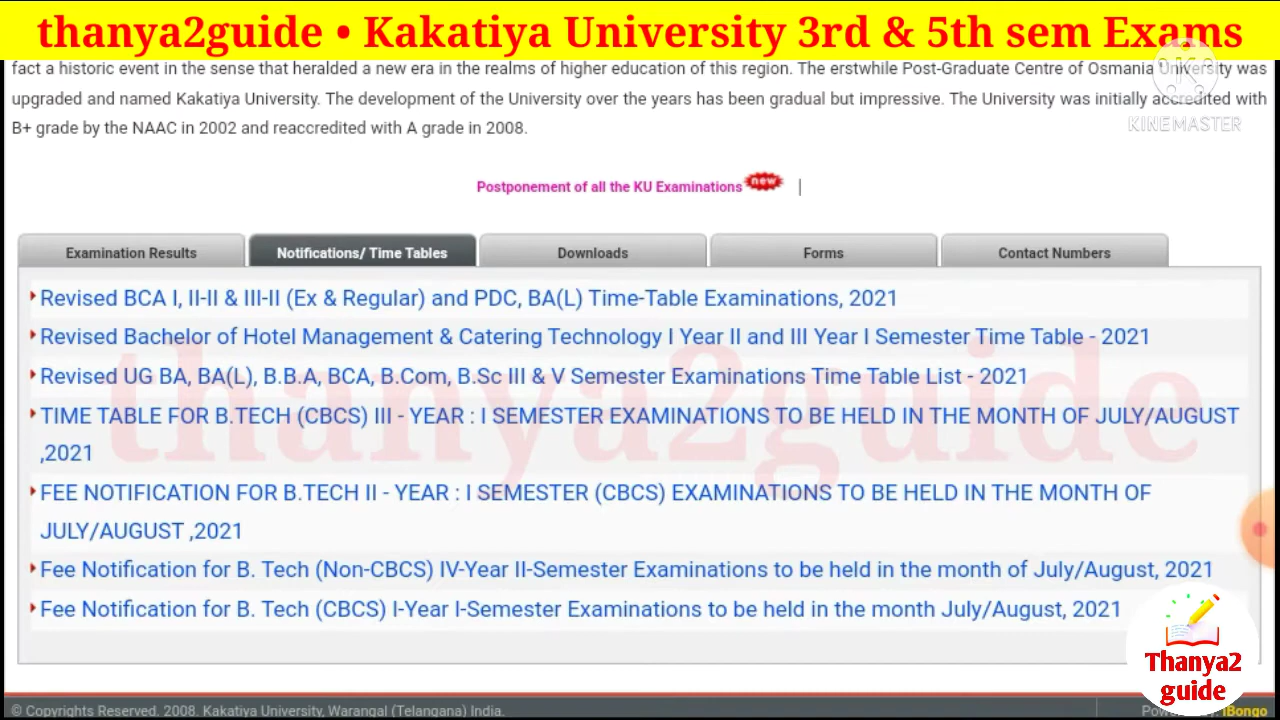 thanya2guide • Kakatiya University 3rd & 5th sem Exams
fact a historic event in the sense that heralded a new era in the realms of higher education of this region. The erstwhile Post-Graduate Centre of Osmania University was
upgraded and named Kakatiya University. The development of the University over the years has been gradual but impressive. The University was initially accredited with
B+ grade by the NAAC in 2002 and reaccredited with A grade in 2008.
KINEMASTER
Postponement of all the KU Examinations new |
Examination Results Notifications/ Time Tables Downloads Forms Contact Numbers
Revised BCA I, II-II & III-II (Ex & Regular) and PDC, BA(L) Time-Table Examinations, 2021
Revised Bachelor of Hotel Management & Catering Technology I Year II and III Year I Semester Time Table - 2021
Revised UG BA, BA(L), B.B.A, BCA, B.Com, B.Sc III & V Semester Examinations Time Table List - 2021
TIME TABLE FOR B.TECH (CBCS) III - YEAR : I SEMESTER EXAMINATIONS TO BE HELD IN THE MONTH OF JULY/AUGUST
,2021
thanya2guide
FEE NOTIFICATION FOR B.TECH II - YEAR : I SEMESTER (CBCS) EXAMINATIONS TO BE HELD IN THE MONTH OF
JULY/AUGUST ,2021
Fee Notification for B. Tech (Non-CBCS) IV-Year II-Semester Examinations to be held in the month of July/August, 2021
Fee Notification for B. Tech (CBCS) I-Year I-Semester Examinations to be held in the month July/August, 2021
Thanya2
guide
© Copyrights Reserved. 2008. Kakatiya University, Warangal (Telangana) India.
iBongo